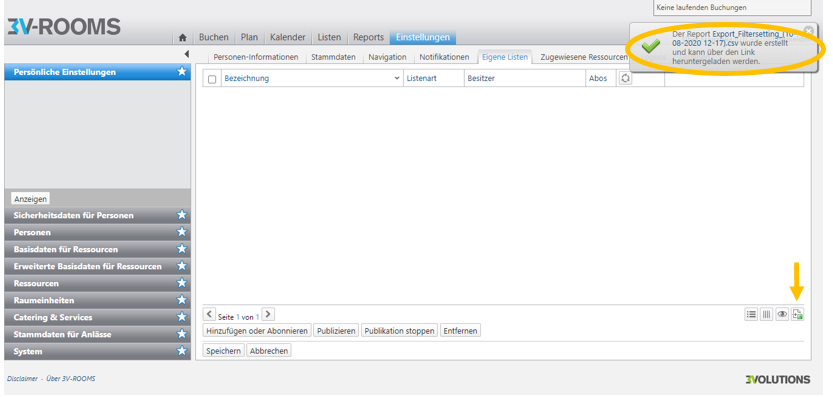 Keine laufenden Buchungen
3V-ROOMS
Buchen Plan Kalender Listen Reports Einstellungen
Der Report Export_Filtersetting_(10-
08-2020 12-17).csv wurde erstellt
und kann über den Link
heruntergeladen werden.
Personen-Informationen Stammdaten Navigation Notifikationen Eigene Listen Zugewiesene Ressourcen
Persönliche Einstellungen
Bezeichnung Listenart Besitzer Abos
Anzeigen
Sicherheitsdaten für Personen
Personen
Basisdaten für Ressourcen
Erweiterte Basisdaten für Ressourcen
Ressourcen
Raumeinheiten
Catering & Services
Stammdaten für Anlässe
System
Seite 1 von 1
Hinzufügen oder Abonnieren Publizieren Publikation stoppen Entfernen
Speichern Abbrechen
Disclaimer - Über 3V-ROOMS
3VOLUTIONS